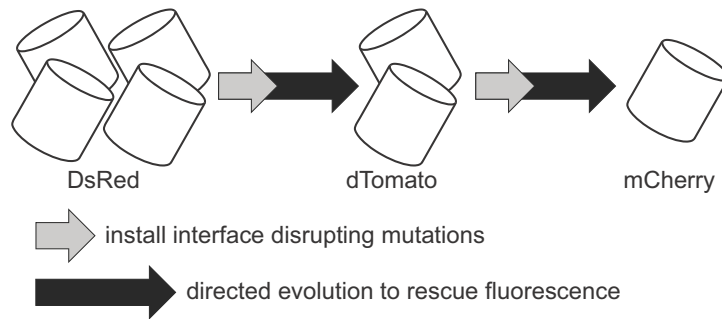 DsRed
dTomato
mCherry
install interface disrupting mutations
directed evolution to rescue fluorescence